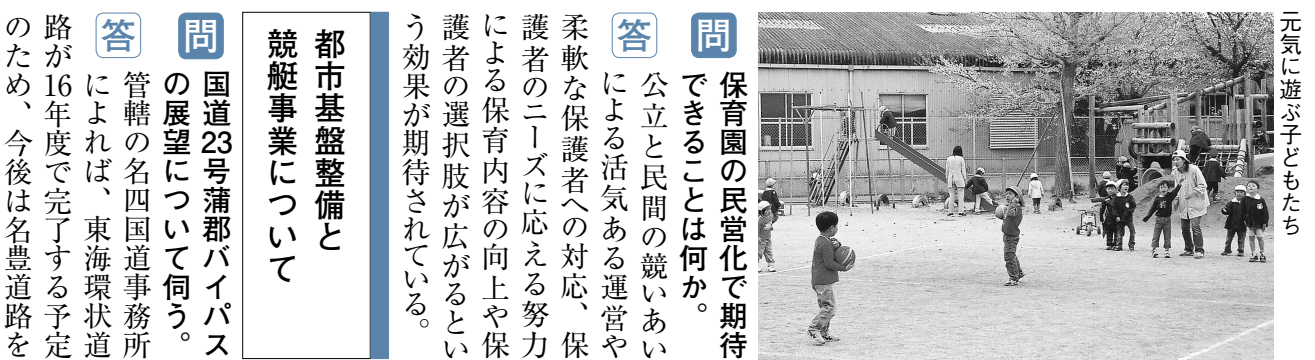 元気に遊ぶ子どもたち
問
保育園の民営化で期待
できることは何か。
答
公立と民間の競いあい
による活気ある運営や
柔軟な保護者への対応、保
護者のニーズに応える努力
による保育内容の向上や保
護者の選択肢が広がるとい
う効果が期待されている。
都市基盤整備と
競艇事業について
問
国道23号蒲郡バイパス
の展望について伺う。
答
管轄の名四国道事務所
によれば、東海環状道
路が16年度で完了する予定
のため、今後は名豊道路を